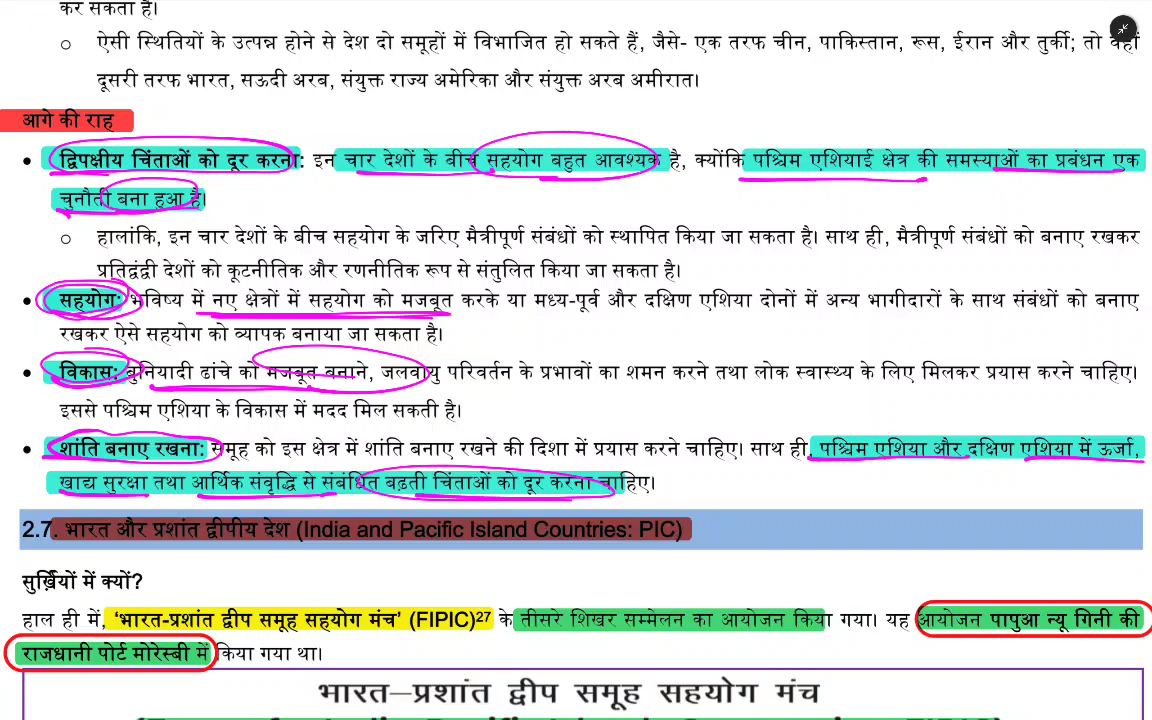 कर सकता है।
o ऐसी स्थितियों के उत्पन्न होने से देश दो समूहों में विभाजित हो सकते हैं, जैसे- एक तरफ चीन, पाकिस्तान, रूस, ईरान और तुर्की; तो वहीं
दूसरी तरफ भारत, सऊदी अरब, संयुक्त राज्य अमेरिका और संयुक्त अरब अमीरात।
आगे की राह
• द्विपक्षीय चिंताओं को दूर करना: इन चार देशों के बीच सहयोग बहुत आवश्यक है, क्योंकि पश्चिम एशियाई क्षेत्र की समस्याओं का प्रबंधन एक
चुनौती बना हुआ है।
o हालांकि, इन चार देशों के बीच सहयोग के जरिए मैत्रीपूर्ण संबंधों को स्थापित किया जा सकता है। साथ ही, मैत्रीपूर्ण संबंधों को बनाए रखकर
प्रतिद्वंद्वी देशों को कूटनीतिक और रणनीतिक रूप से संतुलित किया जा सकता है।
• सहयोग: भविष्य में नए क्षेत्रों में सहयोग को मजबूत करके या मध्य-पूर्व और दक्षिण एशिया दोनों में अन्य भागीदारों के साथ संबंधों को बनाए
रखकर ऐसे सहयोग को व्यापक बनाया जा सकता है।
• विकास: बुनियादी ढांचे को मजबूत बनाने, जलवायु परिवर्तन के प्रभावों का शमन करने तथा लोक स्वास्थ्य के लिए मिलकर प्रयास करने चाहिए।
इससे पश्चिम एशिया के विकास में मदद मिल सकती है।
• शांति बनाए रखना: समूह को इस क्षेत्र में शांति बनाए रखने की दिशा में प्रयास करने चाहिए। साथ ही, पश्चिम एशिया और दक्षिण एशिया में ऊर्जा,
खाद्य सुरक्षा तथा आर्थिक संवृद्धि से संबंधित बढ़ती चिंताओं को दूर करना चाहिए।
2.7. भारत और प्रशांत द्वीपीय देश (India and Pacific Island Countries: PIC)
सुर्ख़ियों में क्यों?
हाल ही में, 'भारत-प्रशांत द्वीप समूह सहयोग मंच' (FIPIC)27 के तीसरे शिखर सम्मेलन का आयोजन किया गया। यह आयोजन पापुआ न्यू गिनी की
राजधानी पोर्ट मोरेस्बी में किया गया था।
भारत–प्रशांत द्वीप समूह सहयोग मंच